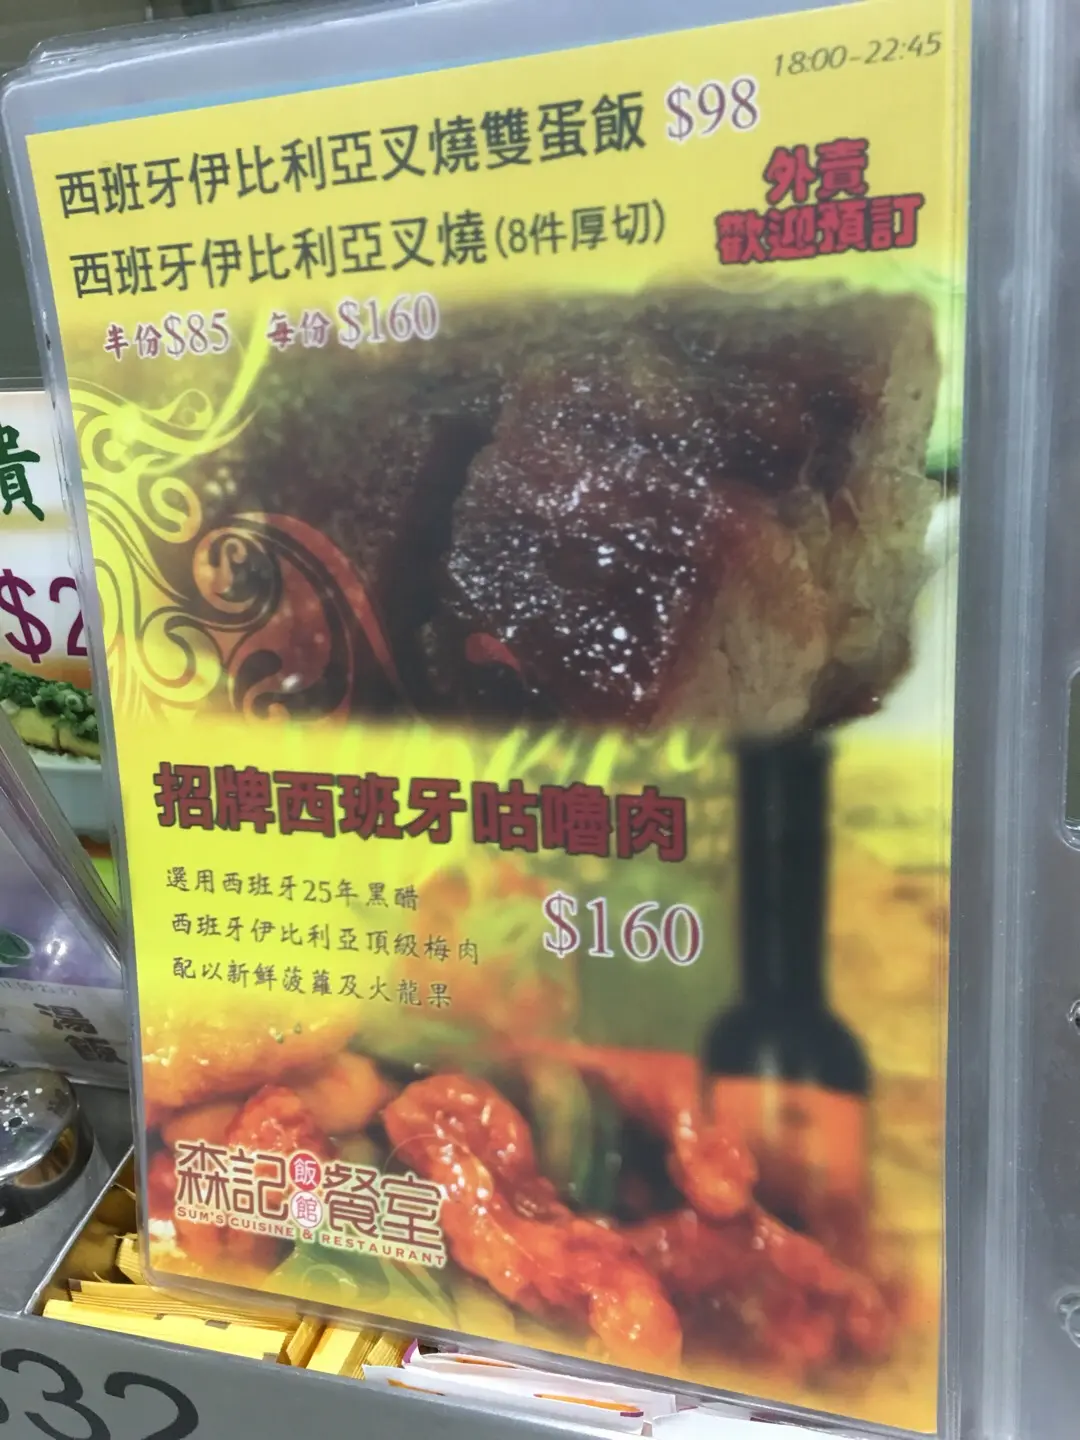 18:00-22:45
西班牙伊比利亞叉燒雙蛋飯 $98
西班牙伊比利亞叉燒(8件厚切)
外賣
歡迎預訂
半份$85 每份$160
招牌西班牙咕嚕肉
選用西班牙25年黑醋
西班牙伊比利亞頂級梅肉
配以新鮮菠蘿及火龍果
$160
森記飯館餐室
SUM'S CUISINE & RESTAURANT
$2
湯飯
32